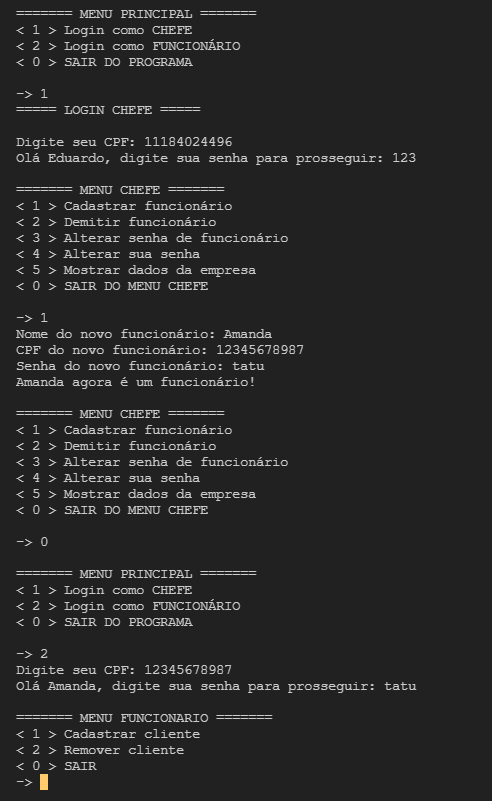 ======= MENU PRINCIPAL =======
< 1 > Login como CHEFE
< 2 > Login como FUNCIONÁRIO
< 0 > SAIR DO PROGRAMA
-> 1
===== LOGIN CHEFE =====
Digite seu CPF: 11184024496
Olá Eduardo, digite sua senha para prosseguir: 123
======= MENU CHEFE =======
< 1 > Cadastrar funcionário
< 2 > Demitir funcionário
< 3 > Alterar senha de funcionário
< 4 > Alterar sua senha
< 5 > Mostrar dados da empresa
< 0 > SAIR DO MENU CHEFE
-> 1
Nome do novo funcionário: Amanda
CPF do novo funcionário: 12345678987
Senha do novo funcionário: tatu
Amanda agora é um funcionário!
======= MENU CHEFE =======
< 1 > Cadastrar funcionário
< 2 > Demitir funcionário
< 3 > Alterar senha de funcionário
< 4 > Alterar sua senha
< 5 > Mostrar dados da empresa
< 0 > SAIR DO MENU CHEFE
-> 0
======= MENU PRINCIPAL =======
< 1 > Login como CHEFE
< 2 > Login como FUNCIONÁRIO
< 0 > SAIR DO PROGRAMA
-> 2
Digite seu CPF: 12345678987
Olá Amanda, digite sua senha para prosseguir: tatu
======= MENU FUNCIONARIO =======
< 1 > Cadastrar cliente
< 2 > Remover cliente
< 0 > SAIR
->